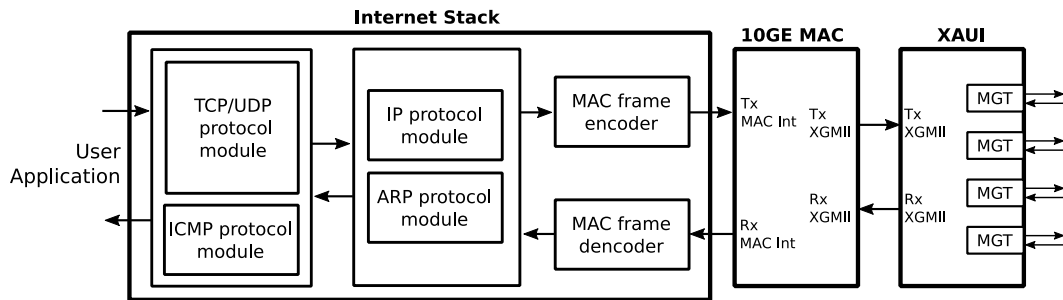 Internet Stack
10GE MAC
XAUI
User
Application
TCP/UDP
protocol
module
ICMP protocol
module
IP protocol
module
ARP protocol
module
MAC frame
encoder
MAC frame
dencoder
Tx
MAC Int
Tx
XGMII
Rx
XGMII
Rx
MAC Int
Tx
XGMII
Rx
XGMII
MGT
MGT
MGT
MGT